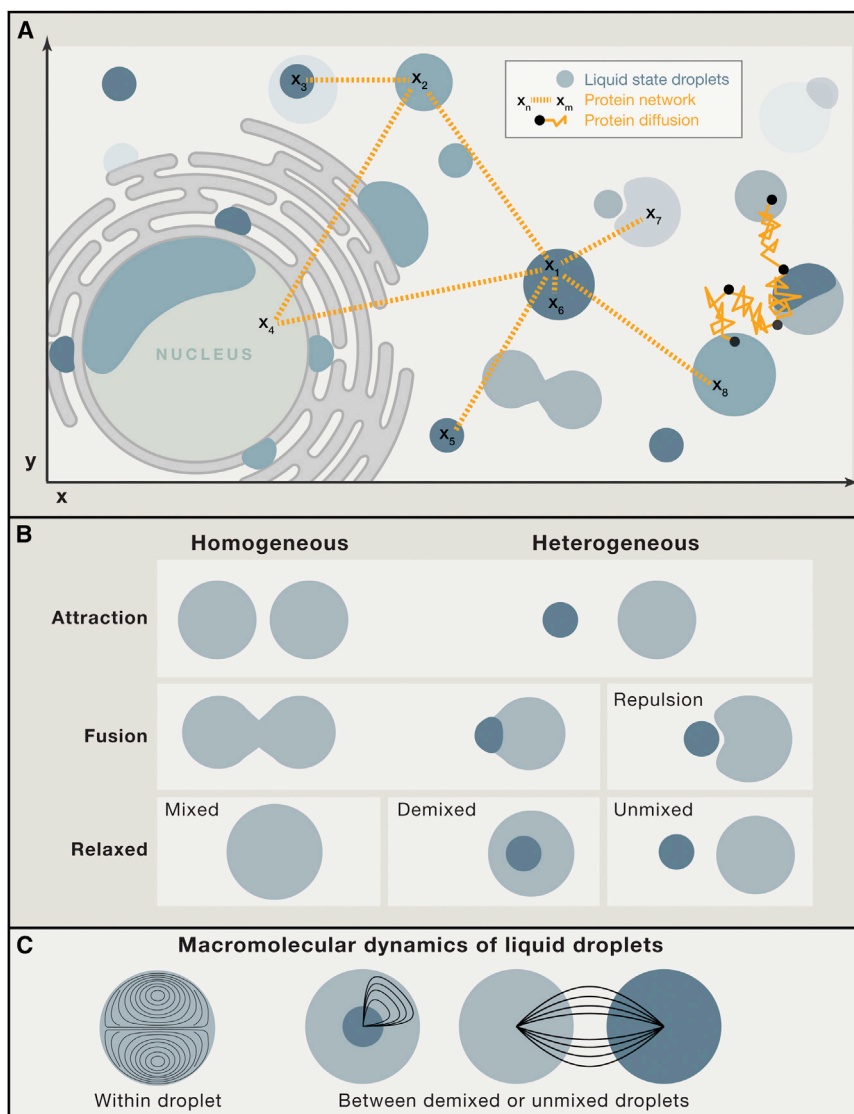 A
Liquid state droplets
xn xm Protein network
Protein diffusion
x3
x2
x7
x1
x6
x4
NUCLEUS
x8
x5
y
x
B
Homogeneous
Heterogeneous
Attraction
Fusion
Repulsion
Relaxed
Mixed
Demixed
Unmixed
C
Macromolecular dynamics of liquid droplets
Within droplet
Between demixed or unmixed droplets